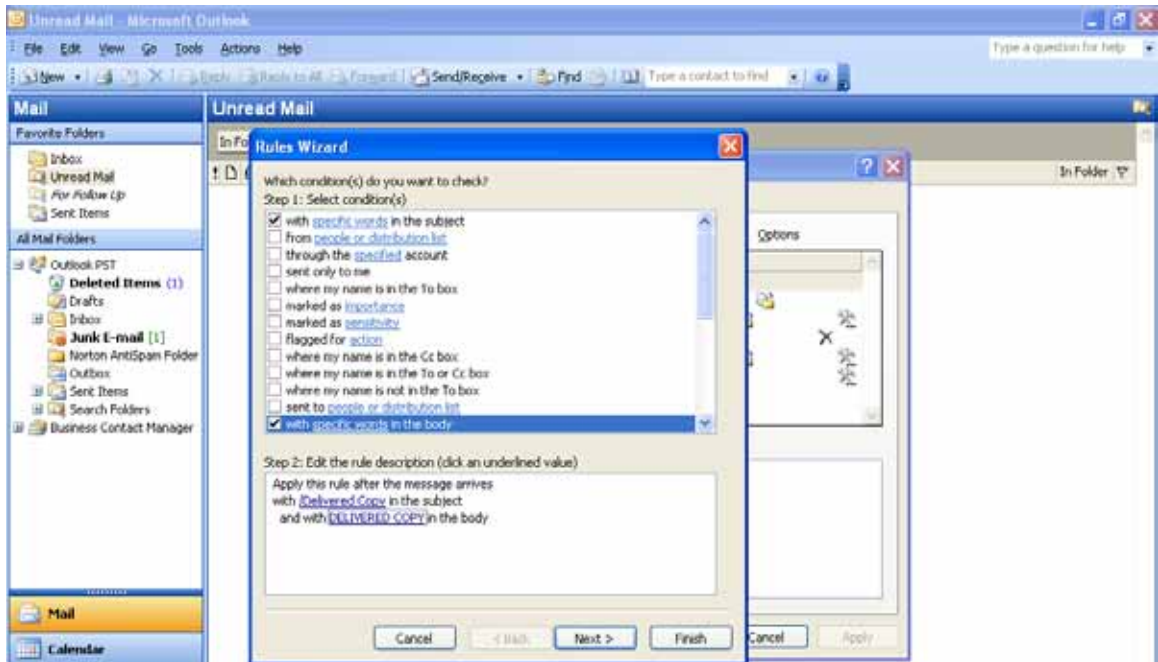 Unread Mail - Microsoft Outlook
File Edit View Go Tools Actions Help
Type a question for help
New Reply Reply to All Forward Send/Receive Find Type a contact to find
Mail
Unread Mail
Favorite Folders
Inbox
Unread Mail
For Follow Up
Sent Items
All Mail Folders
Outlook PST
Deleted Items (1)
Drafts
Inbox
Junk E-mail [1]
Norton AntiSpam Folder
Outbox
Sent Items
Search Folders
Business Contact Manager
Mail
Calendar
In Fo
In Folder
Options
Rules Wizard
Which condition(s) do you want to check?
Step 1: Select condition(s)
with specific words in the subject
from people or distribution list
through the specified account
sent only to me
where my name is in the To box
marked as importance
marked as sensitivity
flagged for action
where my name is in the Cc box
where my name is in the To or Cc box
where my name is not in the To box
sent to people or distribution list
with specific words in the body
Step 2: Edit the rule description (click an underlined value)
Apply this rule after the message arrives
with /Delivered Copy in the subject
and with DELIVERED COPY in the body
Cancel < Back Next > Finish
Cancel Apply